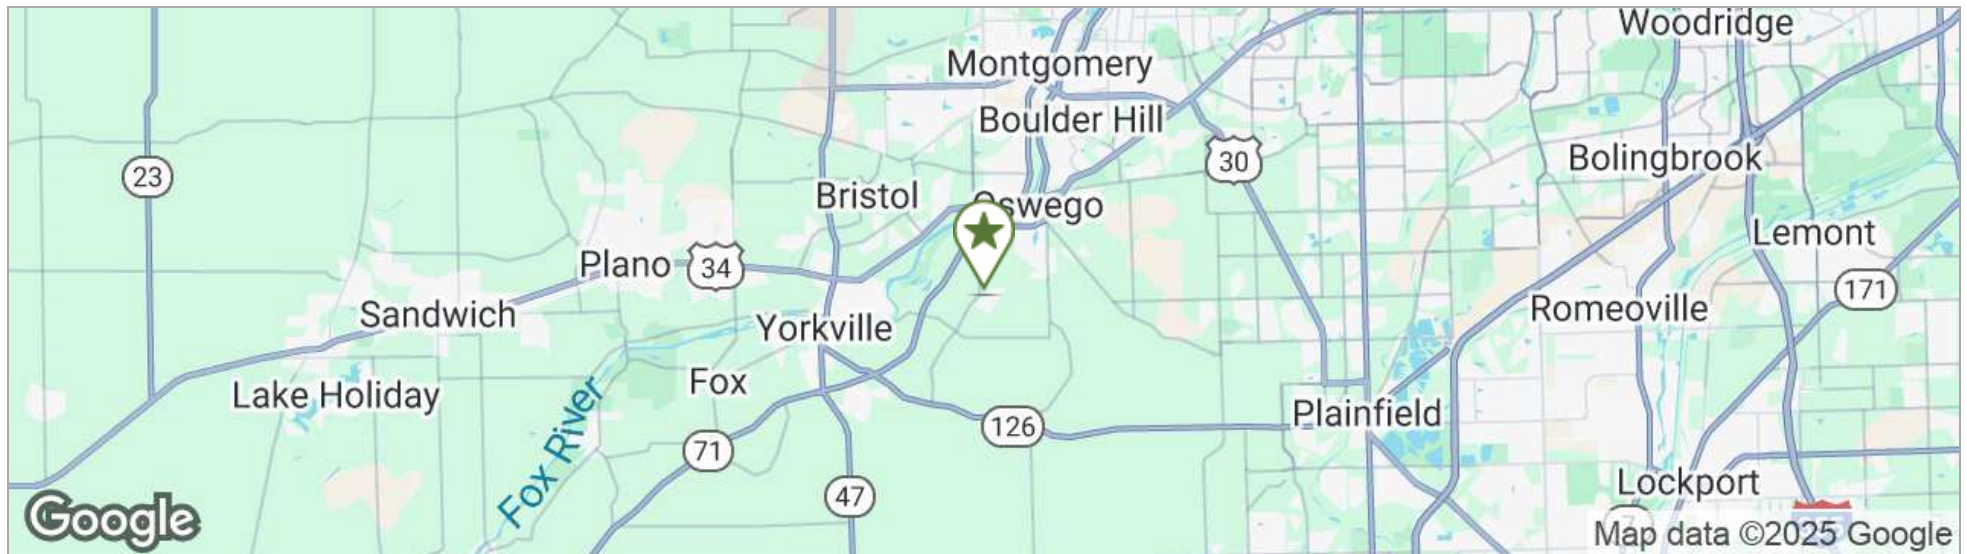 Woodridge
Montgomery
Boulder Hill
30
Bolingbrook
23
Bristol
Oswego
Lemont
Plano
34
171
Sandwich
Yorkville
Romeoville
Lake Holiday
Fox
Fox River
Plainfield
126
71
47
Lockport
7
Google
Map data ©2025 Google